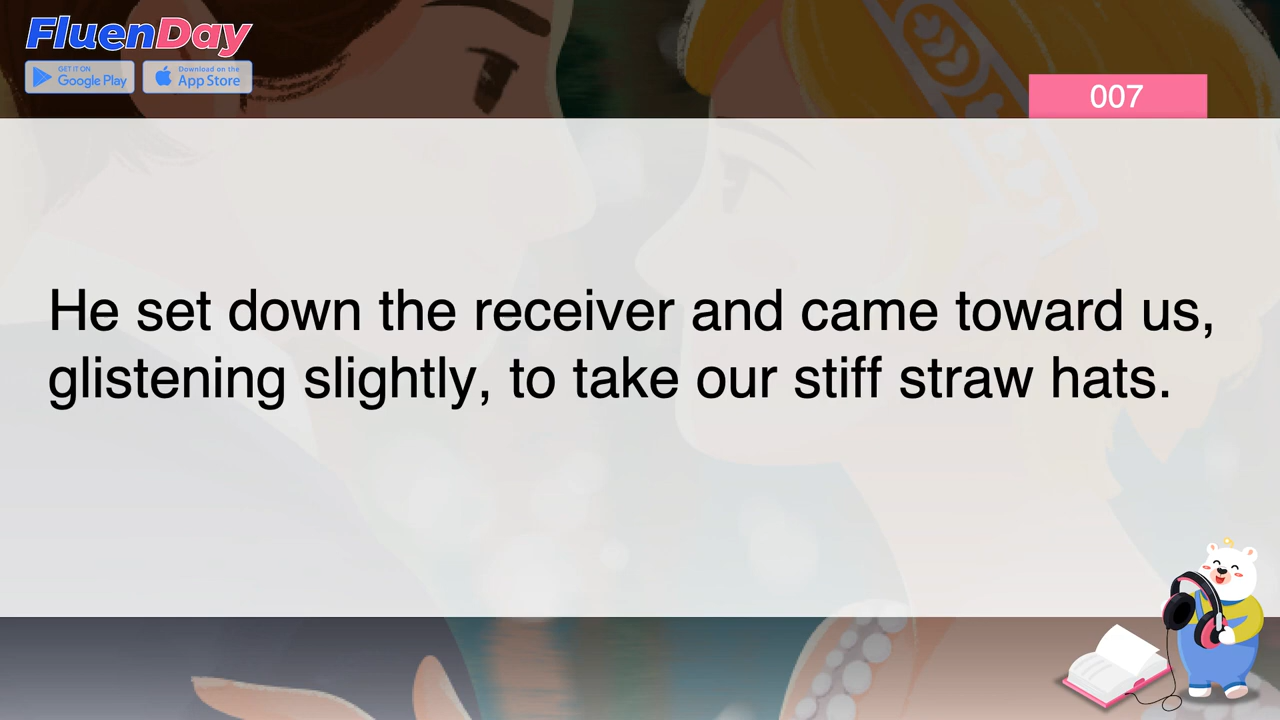 FluenDay
GET IT ON
Google Play
Download on the
App Store
007
He set down the receiver and came toward us,
glistening slightly, to take our stiff straw hats.